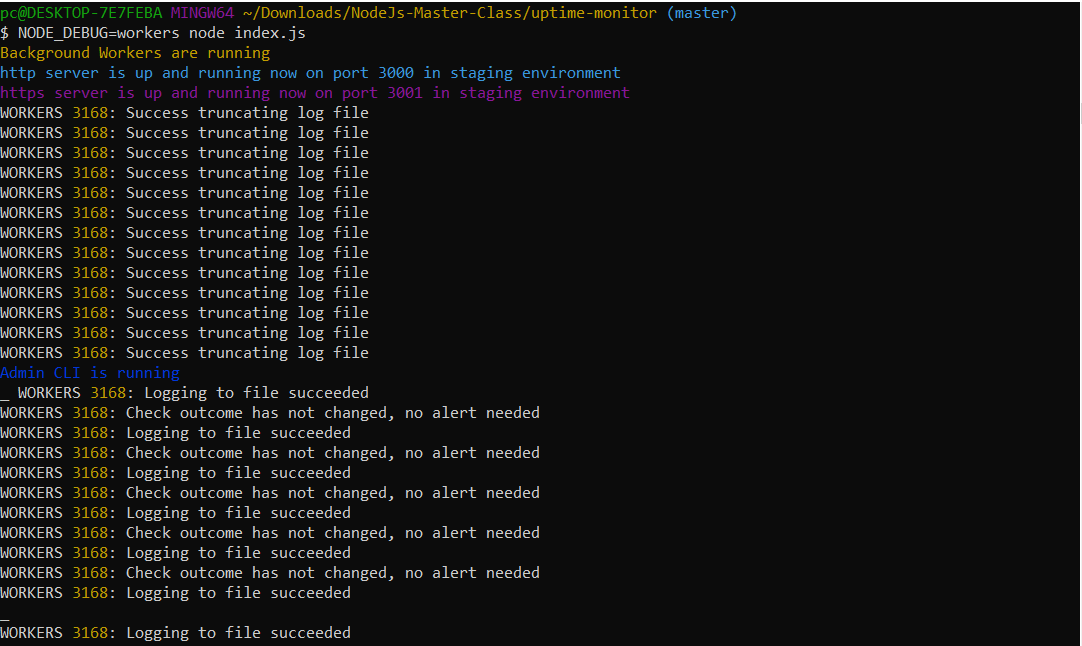 pc@DESKTOP-7E7FEBA MINGW64 ~/Downloads/NodeJs-Master-Class/uptime-monitor (master)
$ NODE_DEBUG=workers node index.js
Background Workers are running
http server is up and running now on port 3000 in staging environment
https server is up and running now on port 3001 in staging environment
WORKERS 3168: Success truncating log file
WORKERS 3168: Success truncating log file
WORKERS 3168: Success truncating log file
WORKERS 3168: Success truncating log file
WORKERS 3168: Success truncating log file
WORKERS 3168: Success truncating log file
WORKERS 3168: Success truncating log file
WORKERS 3168: Success truncating log file
WORKERS 3168: Success truncating log file
WORKERS 3168: Success truncating log file
WORKERS 3168: Success truncating log file
WORKERS 3168: Success truncating log file
WORKERS 3168: Success truncating log file
Admin CLI is running
_ WORKERS 3168: Logging to file succeeded
WORKERS 3168: Check outcome has not changed, no alert needed
WORKERS 3168: Logging to file succeeded
WORKERS 3168: Check outcome has not changed, no alert needed
WORKERS 3168: Logging to file succeeded
WORKERS 3168: Check outcome has not changed, no alert needed
WORKERS 3168: Logging to file succeeded
WORKERS 3168: Check outcome has not changed, no alert needed
WORKERS 3168: Logging to file succeeded
WORKERS 3168: Check outcome has not changed, no alert needed
WORKERS 3168: Logging to file succeeded
_
WORKERS 3168: Logging to file succeeded